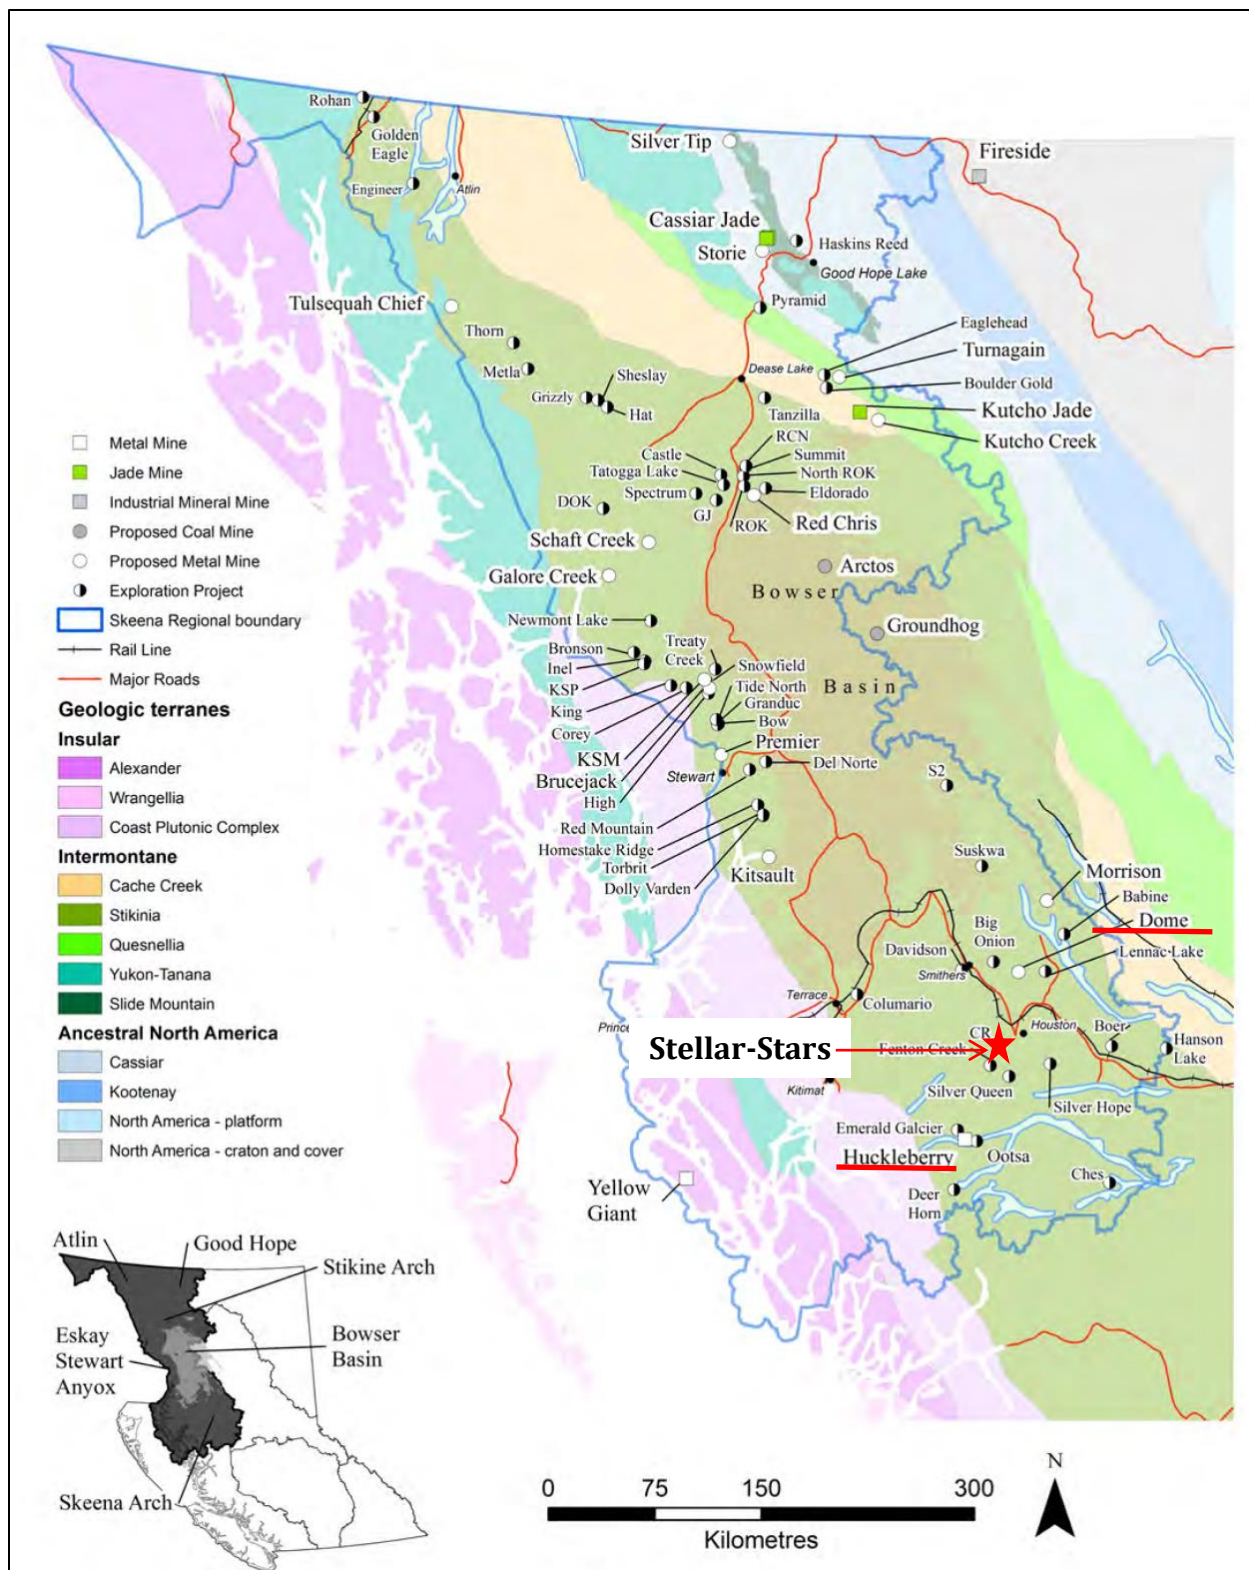 Rohan
Golden
Eagle
Engineer
Atlin
Silver Tip
Fireside
Cassiar Jade
Storie
Haskins Reed
Good Hope Lake
Tulsequah Chief
Pyramid
Thorn
Metla
Eaglehead
Turnagain
Dease Lake
Boulder Gold
Sheslay
Grizzly
Hat
Tanzilla
Kutcho Jade
Kutcho Creek
RCN
Castle
Summit
Tatogga Lake
North ROK
Spectrum
Eldorado
DOK
GJ
ROK
Red Chris
Schaft Creek
Galore Creek
Arctos
Bowser
Newmont Lake
Groundhog
Bronson
Treaty
Creek
Inel
Snowfield
KSP
Tide North
Basin
King
Granduc
Corey
Bow
KSM
Premier
Brucejack
Stewart
Del Norte
High
S2
Red Mountain
Homestake Ridge
Torbrit
Dolly Varden
Kitsault
Suskwa
Morrison
Babine
Dome
Big
Onion
Davidson
Smithers
Lennac Lake
Terrace
Columario
Prince
CR
Houston
Boer
Hanson
Lake
Stellar-Stars
Fenton Creek
Kitimat
Silver Queen
Silver Hope
Emerald Galcier
Huckleberry
Ootsa
Yellow
Giant
Deer
Horn
Ches
Metal Mine
Jade Mine
Industrial Mineral Mine
Proposed Coal Mine
Proposed Metal Mine
Exploration Project
Skeena Regional boundary
Rail Line
Major Roads
Geologic terranes
Insular
Alexander
Wrangellia
Coast Plutonic Complex
Intermontane
Cache Creek
Stikinia
Quesnellia
Yukon-Tanana
Slide Mountain
Ancestral North America
Cassiar
Kootenay
North America - platform
North America - craton and cover
Atlin
Good Hope
Stikine Arch
Eskay
Stewart
Anyox
Bowser
Basin
Skeena Arch
0 75 150 300
Kilometres
N